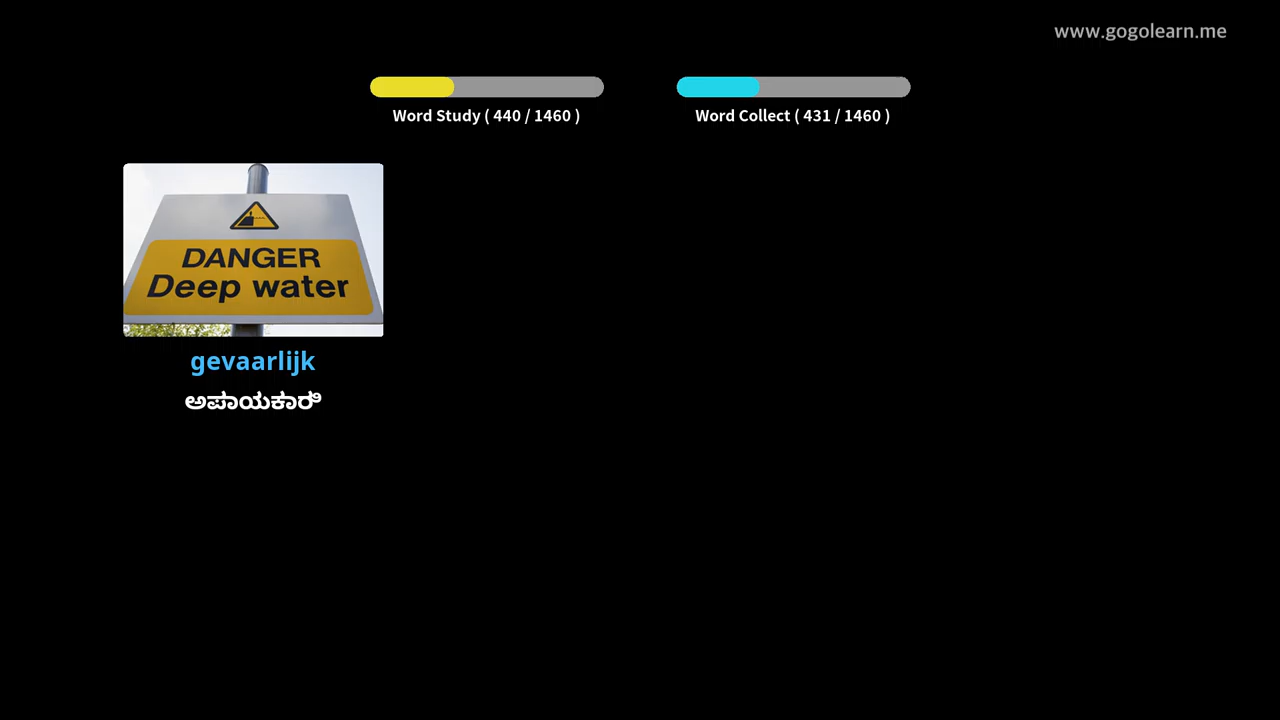 www.gogolearn.me
Word Study ( 440 / 1460 )
Word Collect ( 431 / 1460 )
DANGER
Deep water
gevaarlijk
ಅಪಾಯಕಾರಿ